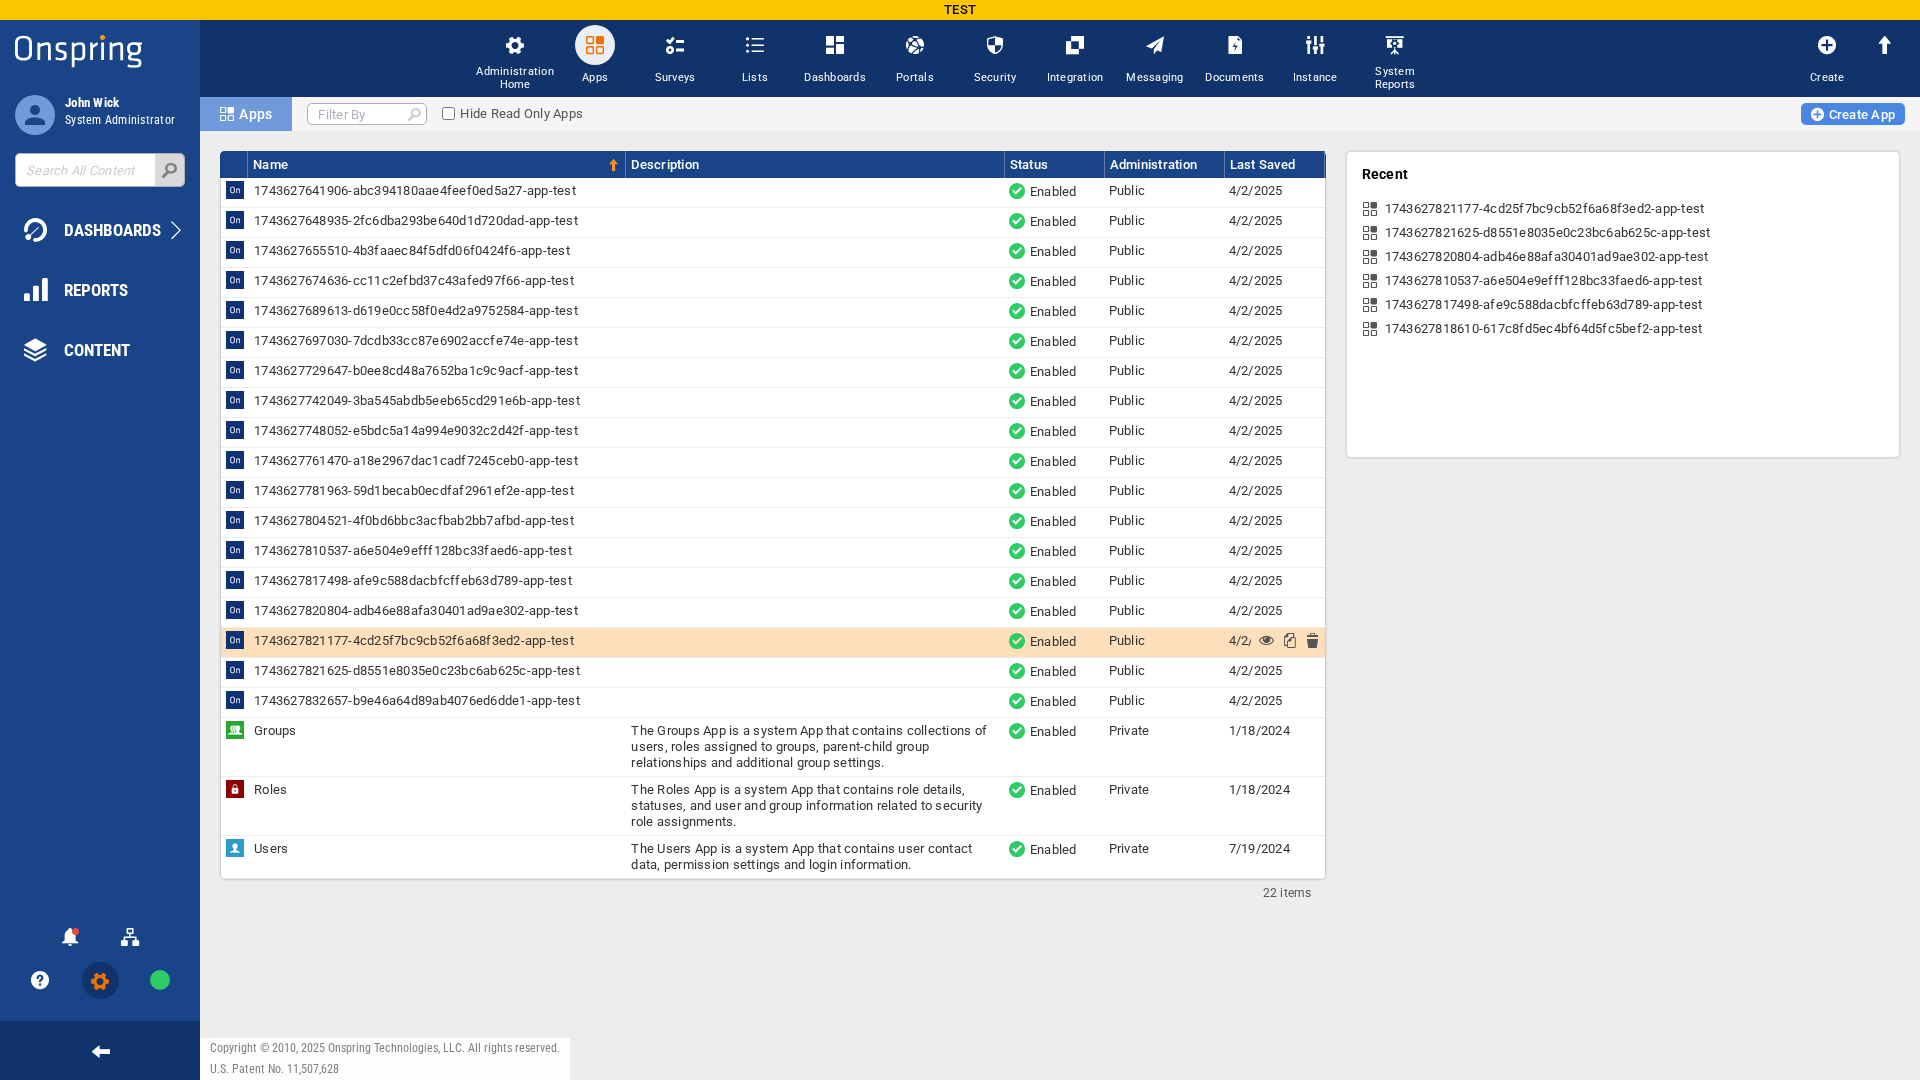 TEST
Onspring
John Wick
System Administrator
Search All Content
DASHBOARDS
REPORTS
CONTENT
Administration Home
Apps
Surveys
Lists
Dashboards
Portals
Security
Integration
Messaging
Documents
Instance
System Reports
Create
Apps
Filter By
Hide Read Only Apps
Create App
Name Description Status Administration Last Saved
On 1743627641906-abc394180aae4feef0ed5a27-app-test Enabled Public 4/2/2025
On 1743627648935-2fc6dba293be640d1d720dad-app-test Enabled Public 4/2/2025
On 1743627655510-4b3faaec84f5dfd06f0424f6-app-test Enabled Public 4/2/2025
On 1743627674636-cc11c2efbd37c43afed97f66-app-test Enabled Public 4/2/2025
On 1743627689613-d619e0cc58f0e4d2a9752584-app-test Enabled Public 4/2/2025
On 1743627697030-7dcdb33cc87e6902accfe74e-app-test Enabled Public 4/2/2025
On 1743627729647-b0ee8cd48a7652ba1c9c9acf-app-test Enabled Public 4/2/2025
On 1743627742049-3ba545abdb5eeb65cd291e6b-app-test Enabled Public 4/2/2025
On 1743627748052-e5bdc5a14a994e9032c2d42f-app-test Enabled Public 4/2/2025
On 1743627761470-a18e2967dac1cadf7245ceb0-app-test Enabled Public 4/2/2025
On 1743627781963-59d1becab0ecdfaf2961ef2e-app-test Enabled Public 4/2/2025
On 1743627804521-4f0bd6bbc3acfbab2bb7afbd-app-test Enabled Public 4/2/2025
On 1743627810537-a6e504e9efff128bc33faed6-app-test Enabled Public 4/2/2025
On 1743627817498-afe9c588dacbfcffeb63d789-app-test Enabled Public 4/2/2025
On 1743627820804-adb46e88afa30401ad9ae302-app-test Enabled Public 4/2/2025
On 1743627821177-4cd25f7bc9cb52f6a68f3ed2-app-test Enabled Public 4/2/
On 1743627821625-d8551e8035e0c23bc6ab625c-app-test Enabled Public 4/2/2025
On 1743627832657-b9e46a64d89ab4076ed6dde1-app-test Enabled Public 4/2/2025
Groups The Groups App is a system App that contains collections of Enabled Private 1/18/2024
users, roles assigned to groups, parent-child group
relationships and additional group settings.
Roles The Roles App is a system App that contains role details, Enabled Private 1/18/2024
statuses, and user and group information related to security
role assignments.
Users The Users App is a system App that contains user contact Enabled Private 7/19/2024
data, permission settings and login information.
22 items
Recent
1743627821177-4cd25f7bc9cb52f6a68f3ed2-app-test
1743627821625-d8551e8035e0c23bc6ab625c-app-test
1743627820804-adb46e88afa30401ad9ae302-app-test
1743627810537-a6e504e9efff128bc33faed6-app-test
1743627817498-afe9c588dacbfcffeb63d789-app-test
1743627818610-617c8fd5ec4bf64d5fc5bef2-app-test
Copyright © 2010, 2025 Onspring Technologies, LLC. All rights reserved.
U.S. Patent No. 11,507,628